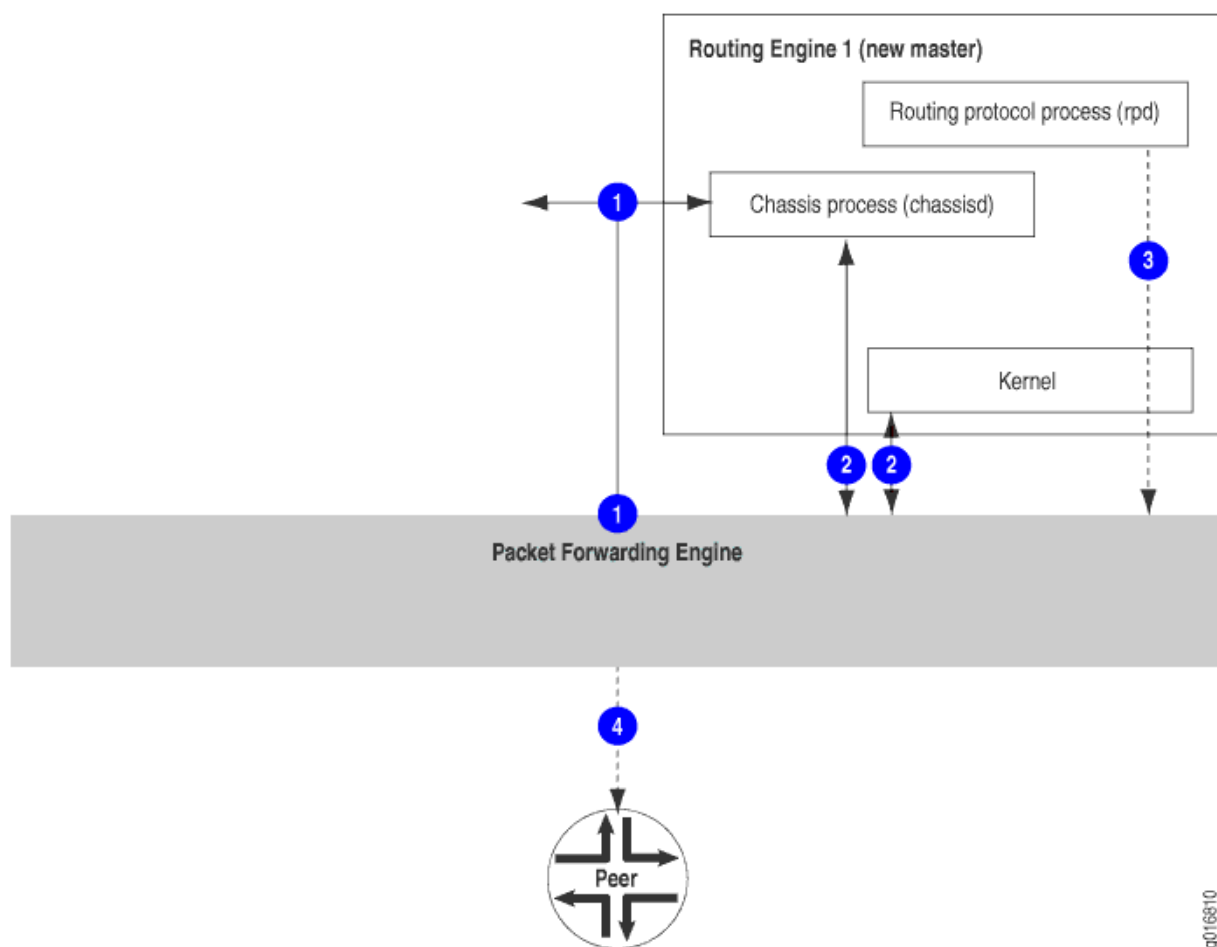 Routing Engine 1 (new master)
Routing protocol process (rpd)
1
Chassis process (chassisd)
3
Kernel
2
2
1
Packet Forwarding Engine
4
Peer
g016810